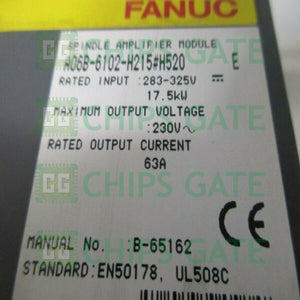 FANUC
SPINDLE AMPLIFIER MODULE
A06B-6102-H215#H520 E
RATED INPUT :283-325V⎓
17.5kW
MAXIMUM OUTPUT VOLTAGE
:230V∿
RATED OUTPUT CURRENT
63A
CG CHIPS GATE
CE
MANUAL No. :B-65162
STANDARD:EN50178, UL508C